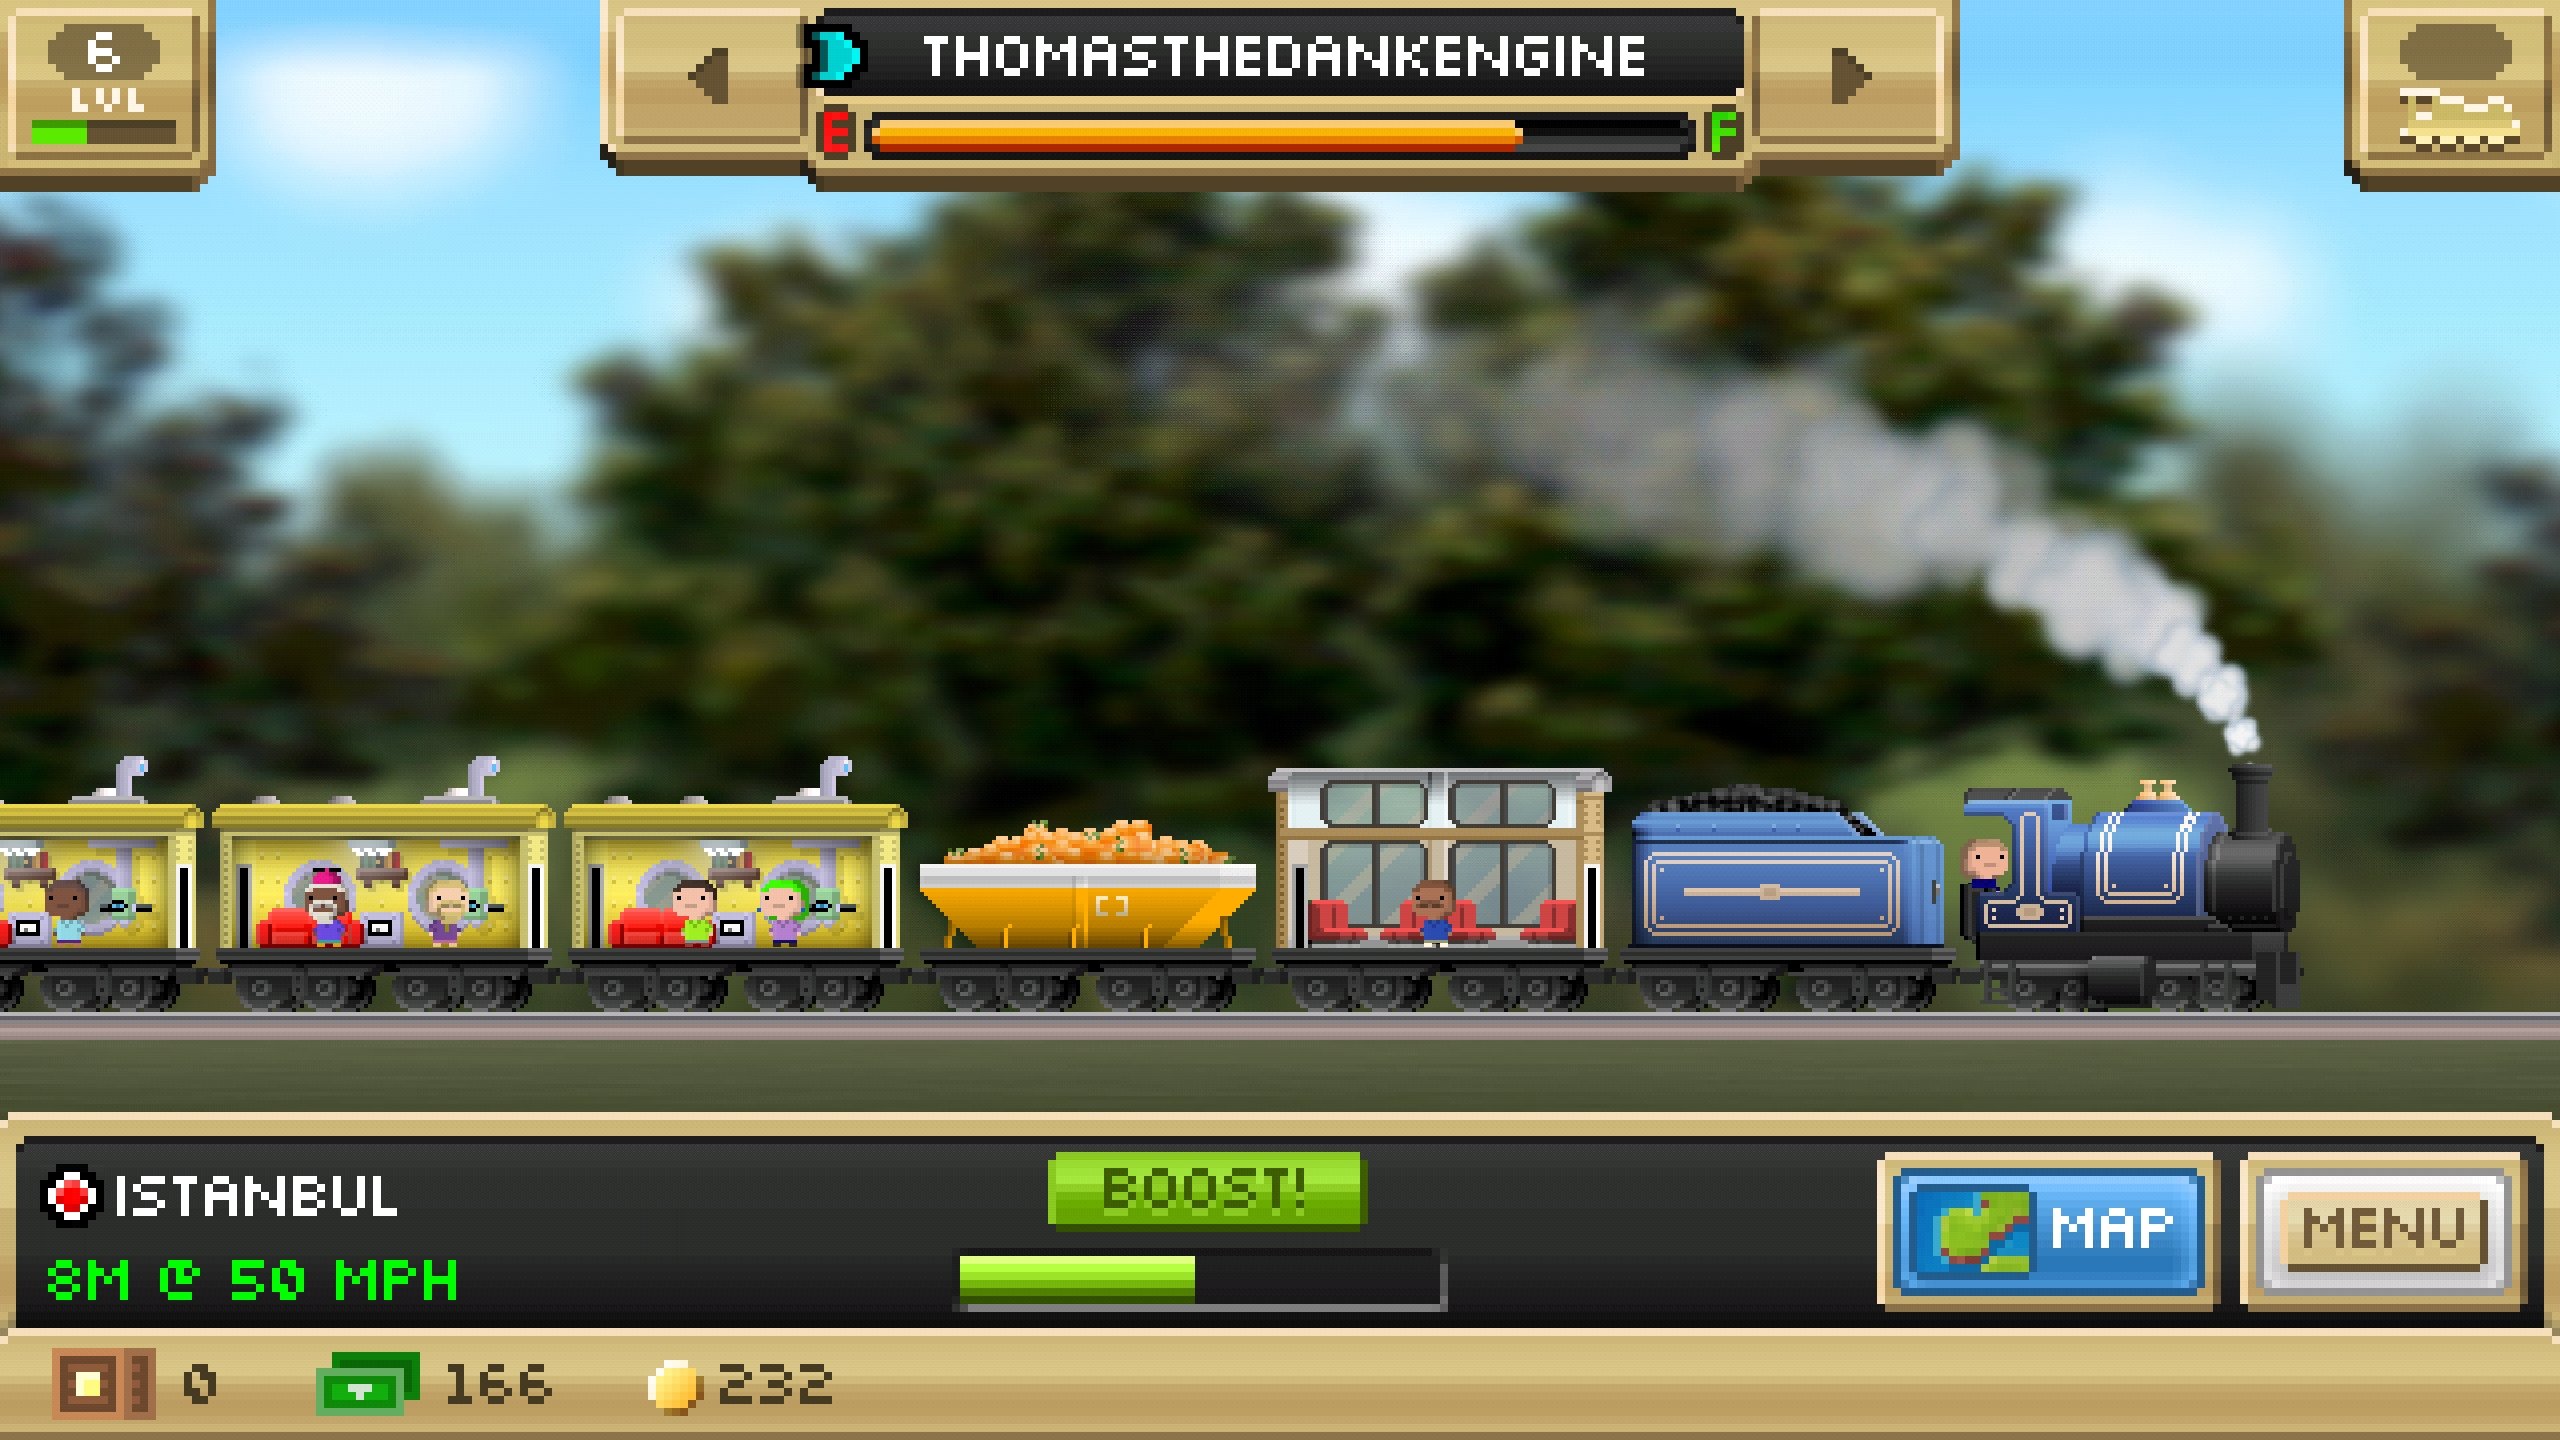 6
LVL
THOMASTHEDANKENGINE
E F
ISTANBUL
8M @ 50 MPH
BOOST!
MAP
MENU
0
166
232